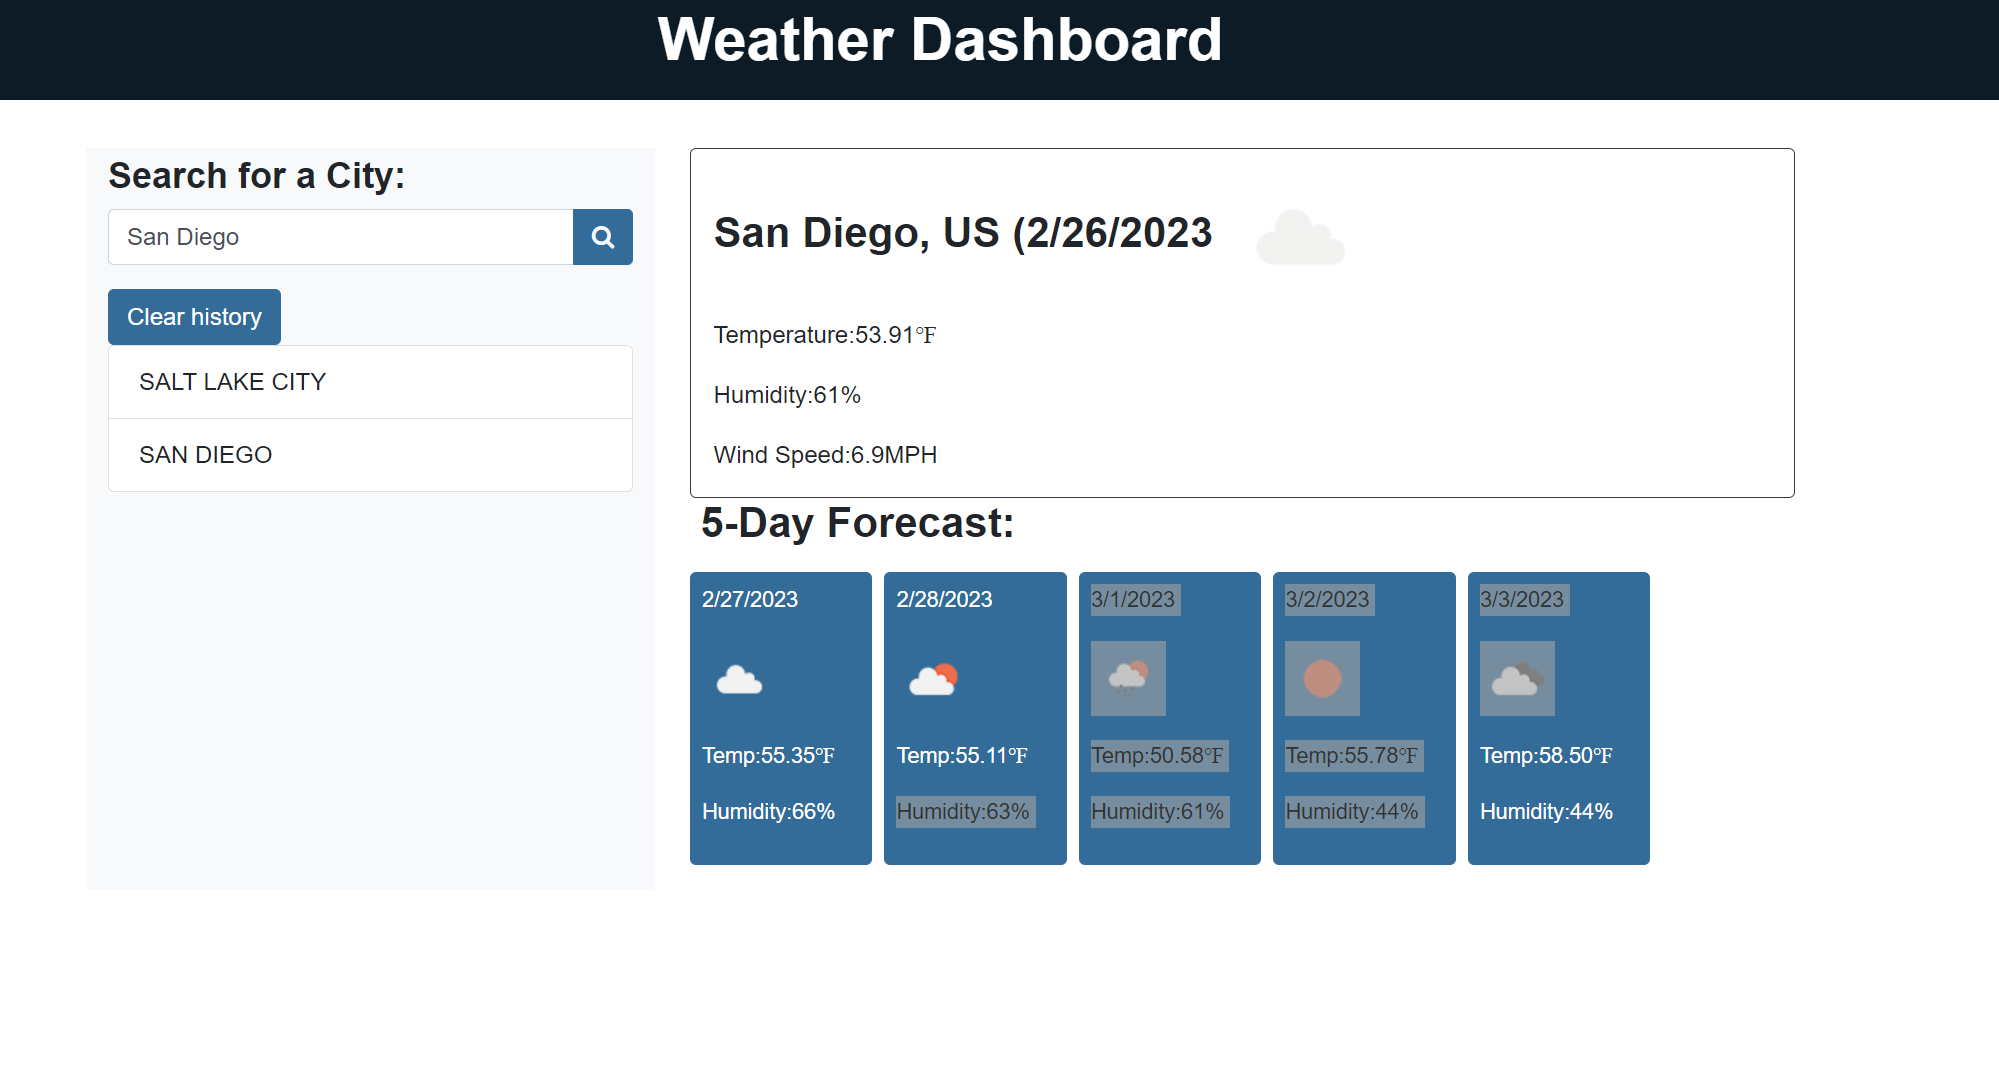 Weather Dashboard
Search for a City:
San Diego
Clear history
SALT LAKE CITY
SAN DIEGO
San Diego, US (2/26/2023
Temperature:53.91°F
Humidity:61%
Wind Speed:6.9MPH
5-Day Forecast:
2/27/2023
Temp:55.35°F
Humidity:66%
2/28/2023
Temp:55.11°F
Humidity:63%
3/1/2023
Temp:50.58°F
Humidity:61%
3/2/2023
Temp:55.78°F
Humidity:44%
3/3/2023
Temp:58.50°F
Humidity:44%